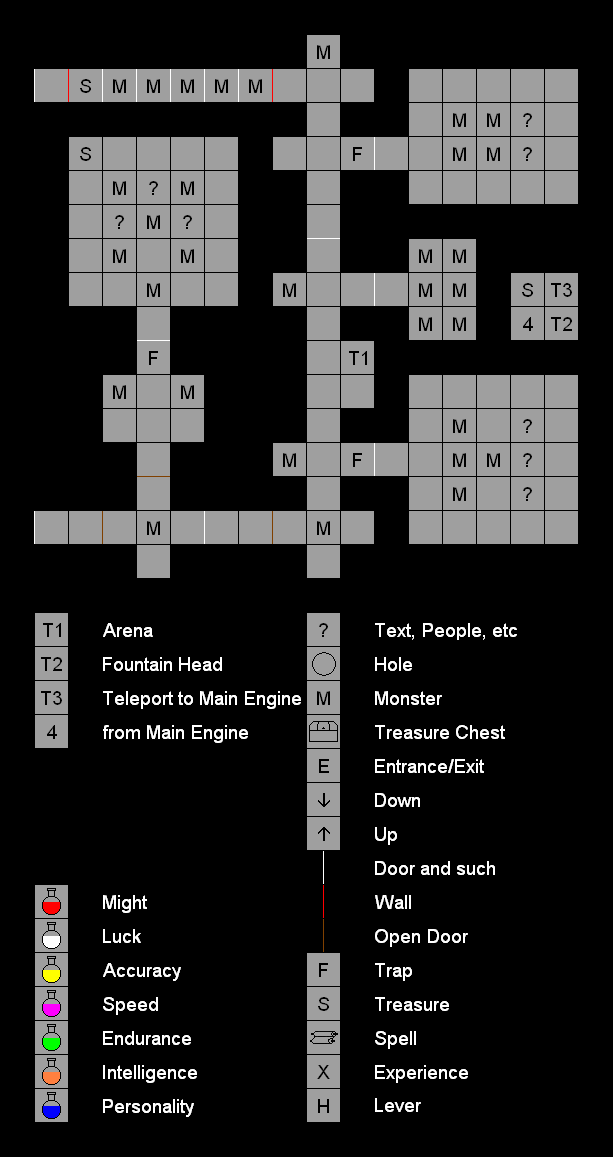 M
S M M M M M
M M ?
S F M M ?
M ? M
? M ?
M M M M
M M M M S T3
M M 4 T2
F T1
M M
M ?
M F M M ?
M ?
M M
T1 Arena ? Text, People, etc
T2 Fountain Head Hole
T3 Teleport to Main Engine M Monster
4 from Main Engine Treasure Chest
E Entrance/Exit
Down
Up
Door and such
Might Wall
Luck Open Door
Accuracy F Trap
Speed S Treasure
Endurance Spell
Intelligence X Experience
Personality H Lever